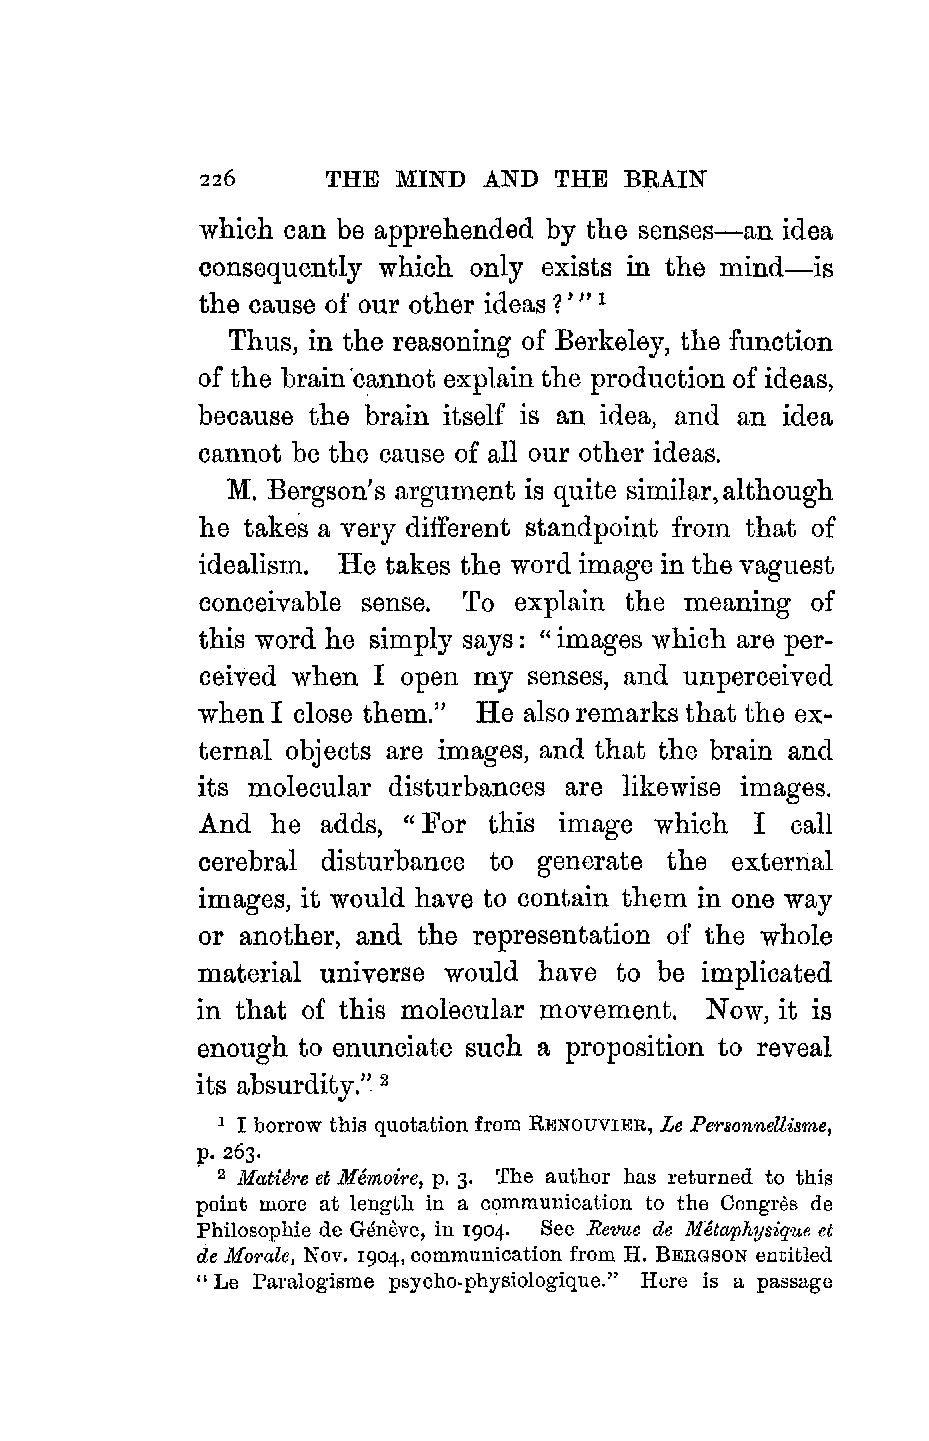 226 THE MIND AND THE BRAIN
which can be apprehended by the senses—an idea
consequently which only exists in the mind—is
the cause of our other ideas?'" 1
Thus, in the reasoning of Berkeley, the function
of the brain cannot explain the production of ideas,
because the brain itself is an idea, and an idea
cannot be the cause of all our other ideas.
M. Bergson's argument is quite similar, although
he takes a very different standpoint from that of
idealism. He takes the word image in the vaguest
conceivable sense. To explain the meaning of
this word he simply says: "images which are per-
ceived when I open my senses, and unperceived
when I close them." He also remarks that the ex-
ternal objects are images, and that the brain and
its molecular disturbances are likewise images.
And he adds, "For this image which I call
cerebral disturbance to generate the external
images, it would have to contain them in one way
or another, and the representation of the whole
material universe would have to be implicated
in that of this molecular movement. Now, it is
enough to enunciate such a proposition to reveal
its absurdity." 2
1 I borrow this quotation from RENOUVIER, Le Personnellisme,
p. 263.
2 Matière et Mémoire, p. 3. The author has returned to this
point more at length in a communication to the Congrès de
Philosophie de Génève, in 1904. See Revue de Métaphysique et
de Morale, Nov. 1904, communication from H. BERGSON entitled
"Le Paralogisme psycho-physiologique." Here is a passage